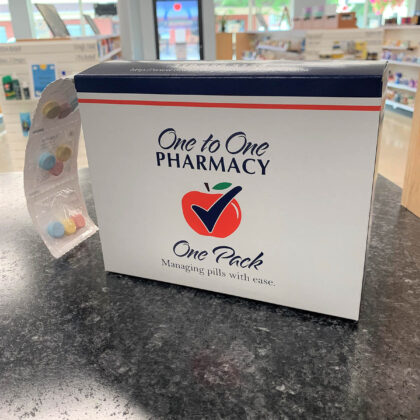 One to One
PHARMACY
One Pack
Managing pills with ease.